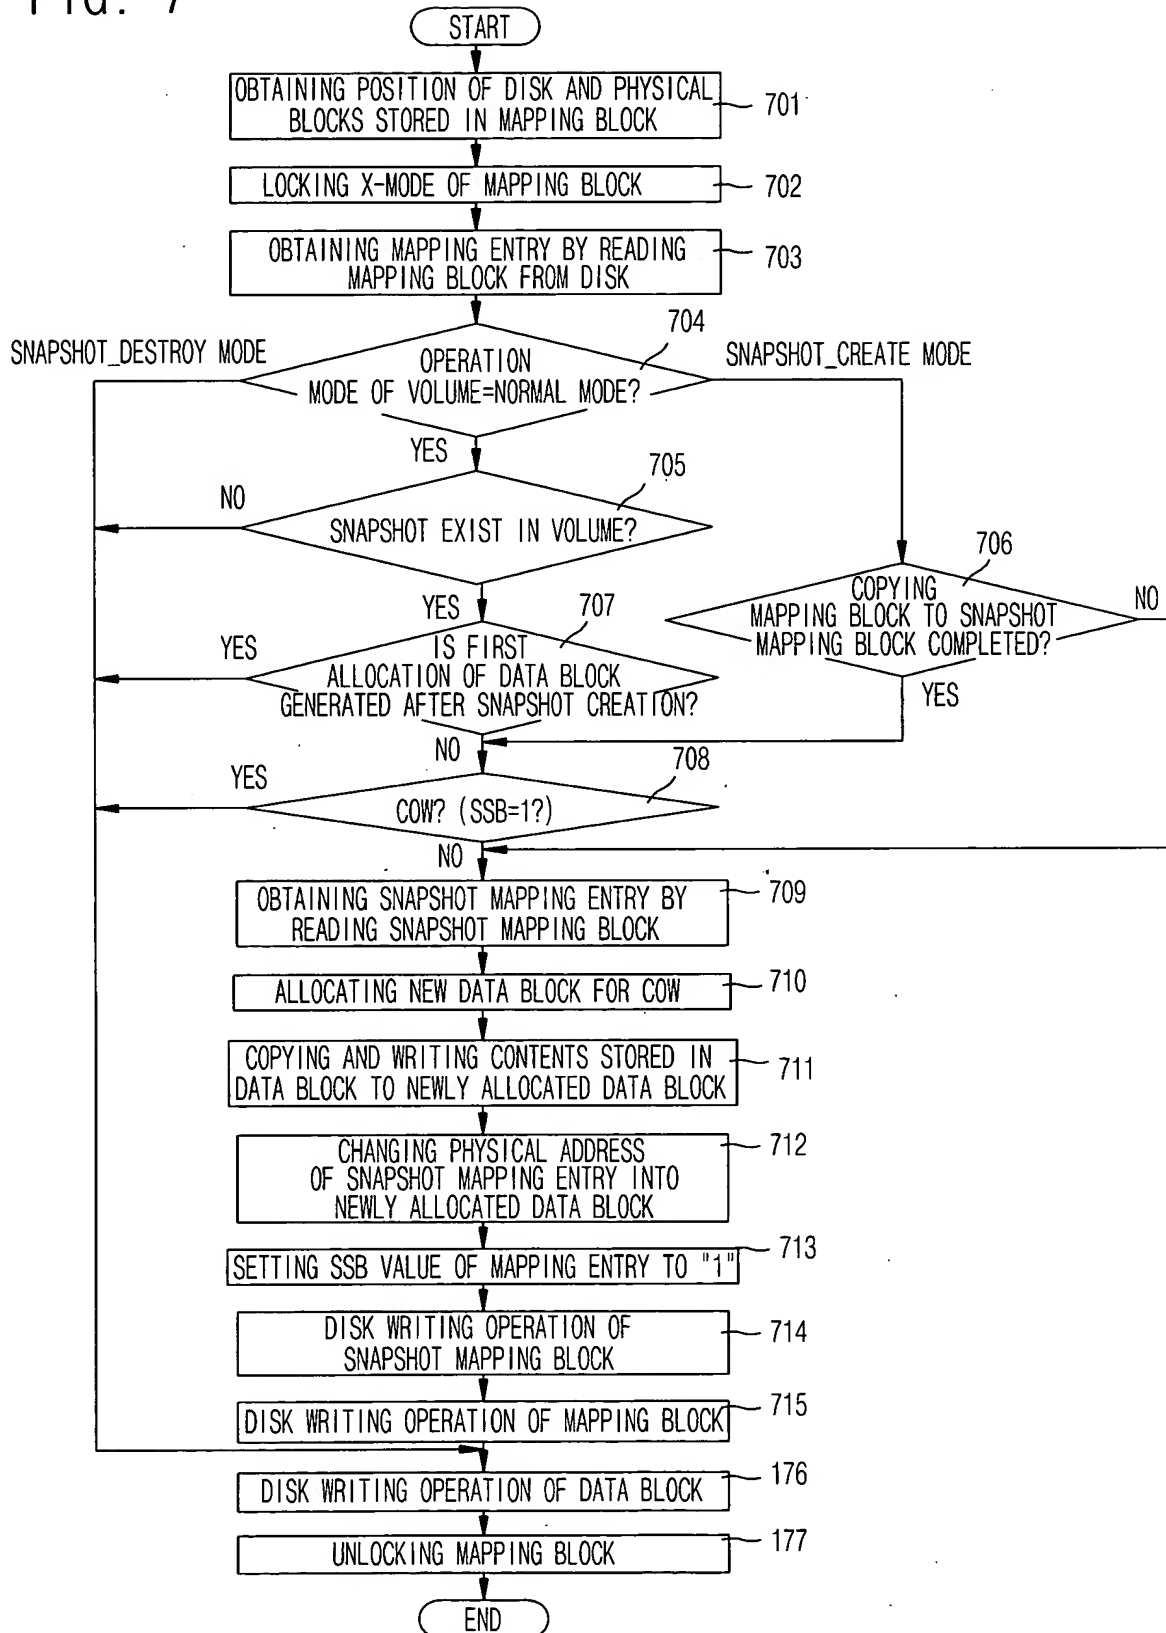 Fig. 7
START
OBTAINING POSITION OF DISK AND PHYSICAL
BLOCKS STORED IN MAPPING BLOCK
701
LOCKING X-MODE OF MAPPING BLOCK
702
OBTAINING MAPPING ENTRY BY READING
MAPPING BLOCK FROM DISK
703
704
SNAPSHOT_DESTROY MODE
SNAPSHOT_CREATE MODE
OPERATION
MODE OF VOLUME=NORMAL MODE?
YES
705
NO
SNAPSHOT EXIST IN VOLUME?
706
COPYING
MAPPING BLOCK TO SNAPSHOT
MAPPING BLOCK COMPLETED?
NO
YES
YES
707
YES
IS FIRST
ALLOCATION OF DATA BLOCK
GENERATED AFTER SNAPSHOT CREATION?
NO
708
YES
COW? (SSB=1?)
NO
OBTAINING SNAPSHOT MAPPING ENTRY BY
READING SNAPSHOT MAPPING BLOCK
709
ALLOCATING NEW DATA BLOCK FOR COW
710
COPYING AND WRITING CONTENTS STORED IN
DATA BLOCK TO NEWLY ALLOCATED DATA BLOCK
711
CHANGING PHYSICAL ADDRESS
OF SNAPSHOT MAPPING ENTRY INTO
NEWLY ALLOCATED DATA BLOCK
712
SETTING SSB VALUE OF MAPPING ENTRY TO "1"
713
DISK WRITING OPERATION OF
SNAPSHOT MAPPING BLOCK
714
DISK WRITING OPERATION OF MAPPING BLOCK
715
DISK WRITING OPERATION OF DATA BLOCK
176
UNLOCKING MAPPING BLOCK
177
END